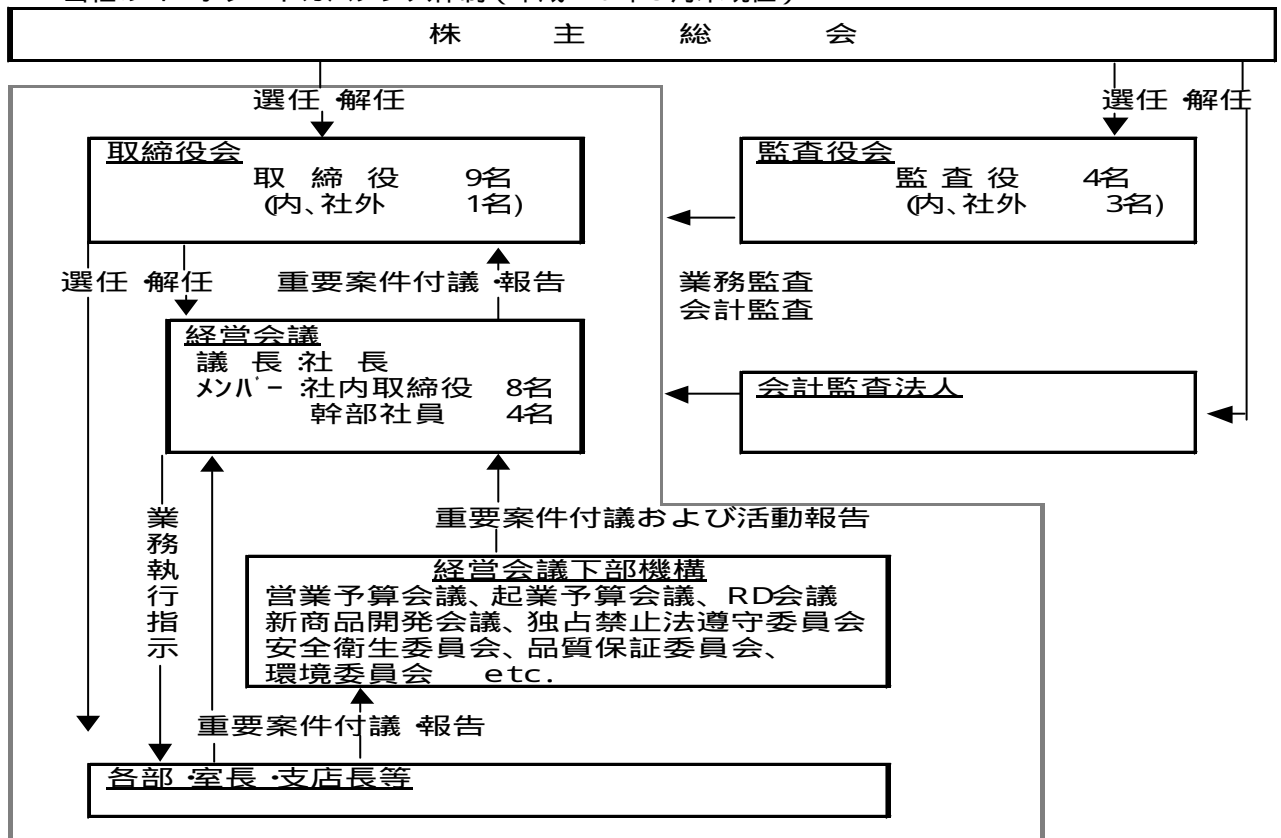 株主総会
選任・解任
選任・解任
取締役会
取締役 9名
(内、社外 1名)
監査役会
監査役 4名
(内、社外 3名)
選任・解任
重要案件付議・報告
業務監査
会計監査
経営会議
議長:社長
メンバー:社内取締役 8名
幹部社員 4名
会計監査法人
業務執行指示
重要案件付議および活動報告
経営会議下部機構
営業予算会議、起業予算会議、RD会議
新商品開発会議、独占禁止法遵守委員会
安全衛生委員会、品質保証委員会、
環境委員会 etc.
重要案件付議・報告
各部・室長・支店長等